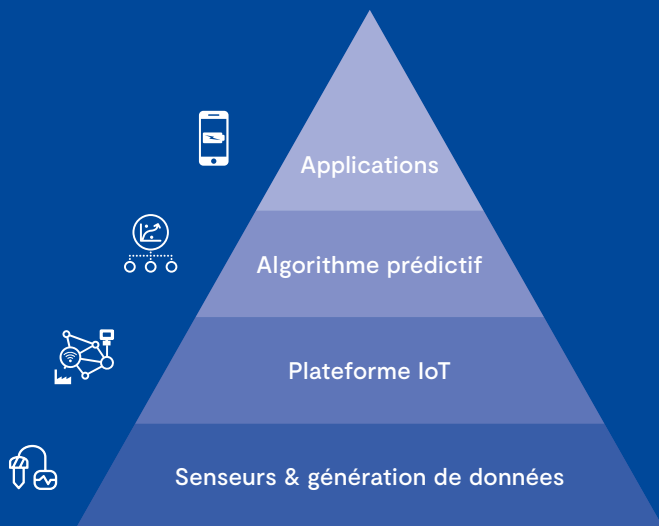 Applications
Algorithme prédictif
Plateforme IoT
Senseurs & génération de données